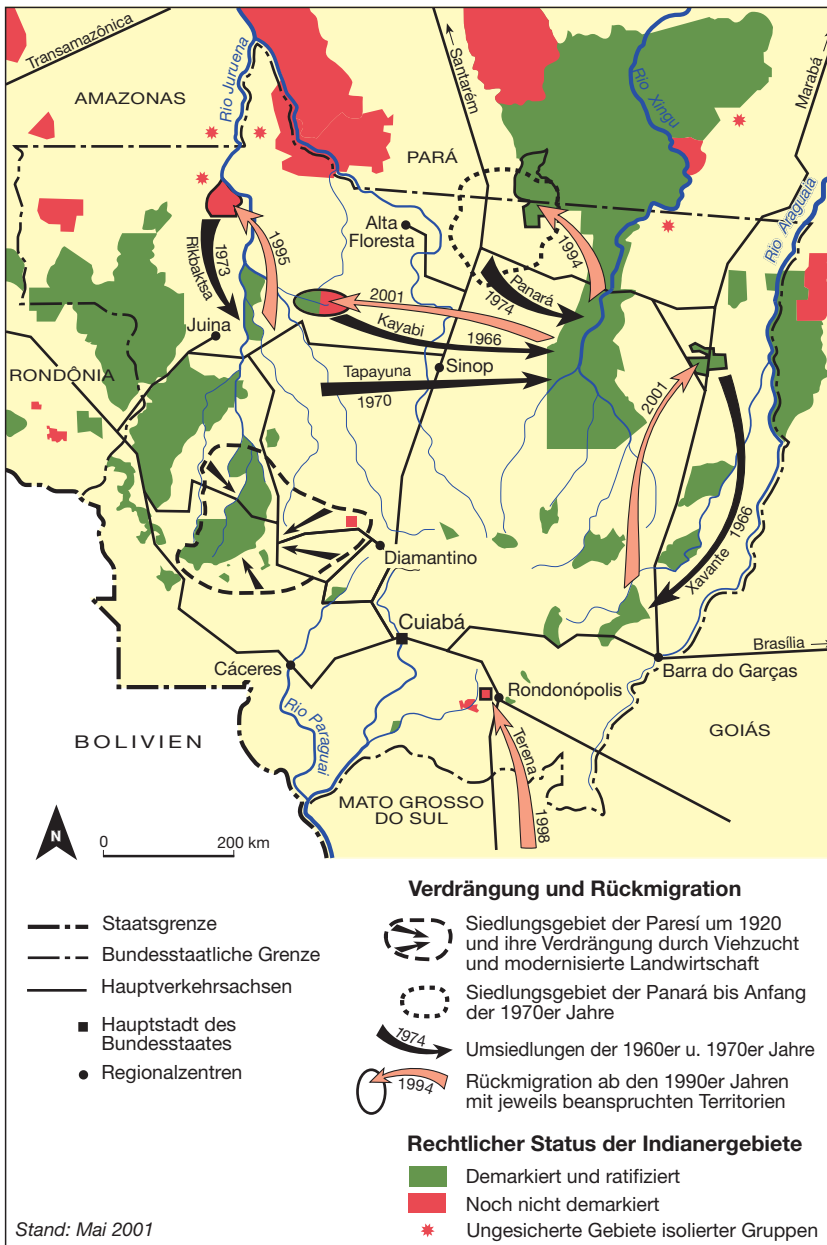 Transamazônica
Santarém
Marabá
Rio Juruena
Rio Xingu
AMAZONAS
PARÁ
Rio Araguaia
Alta
Floresta
1973
Rikbaktsa
1995
1994
Panará
1974
2001
Kayabi
1966
Juina
Sinop
RONDÔNIA
Tapayuna
1970
2001
1966
Xavante
Diamantino
Cuiabá
Brasília
Cáceres
Barra do Garças
Rondonópolis
Rio Paraguai
BOLIVIEN
GOIÁS
Terena
1998
MATO GROSSO
DO SUL
N
0 200 km
Verdrängung und Rückmigration
Staatsgrenze
Bundesstaatliche Grenze
Hauptverkehrsachsen
Hauptstadt des
Bundesstaates
Regionalzentren
Siedlungsgebiet der Paresí um 1920
und ihre Verdrängung durch Viehzucht
und modernisierte Landwirtschaft
Siedlungsgebiet der Panará bis Anfang
der 1970er Jahre
1974
Umsiedlungen der 1960er u. 1970er Jahre
1994
Rückmigration ab den 1990er Jahren
mit jeweils beanspruchten Territorien
Rechtlicher Status der Indianergebiete
Demarkiert und ratifiziert
Noch nicht demarkiert
Ungesicherte Gebiete isolierter Gruppen
Stand: Mai 2001